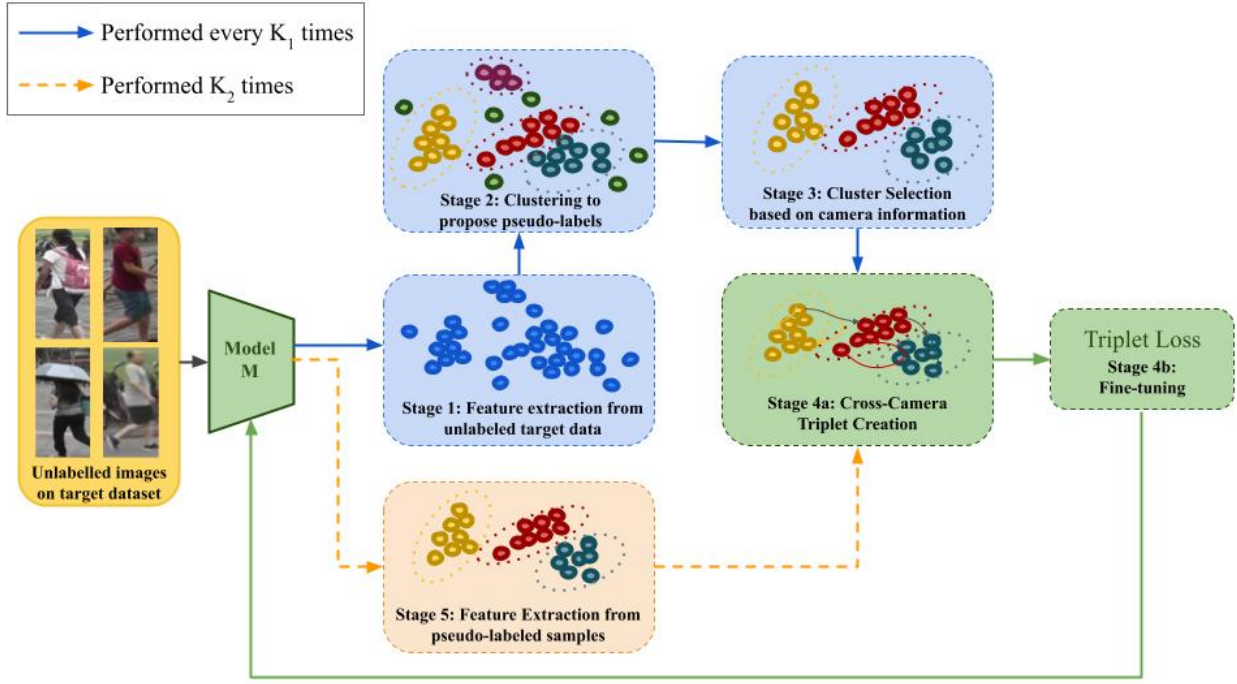 Performed every K₁ times
Performed K₂ times
Stage 2: Clustering to
propose pseudo-labels
Stage 3: Cluster Selection
based on camera information
Unlabelled images
on target dataset
Model
M
Stage 1: Feature extraction from
unlabeled target data
Stage 4a: Cross-Camera
Triplet Creation
Triplet Loss
Stage 4b:
Fine-tuning
Stage 5: Feature Extraction from
pseudo-labeled samples